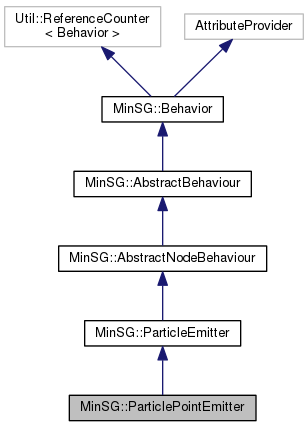 Util::ReferenceCounter
< Behavior >
AttributeProvider
MinSG::Behavior
MinSG::AbstractBehaviour
MinSG::AbstractNodeBehaviour
MinSG::ParticleEmitter
MinSG::ParticlePointEmitter